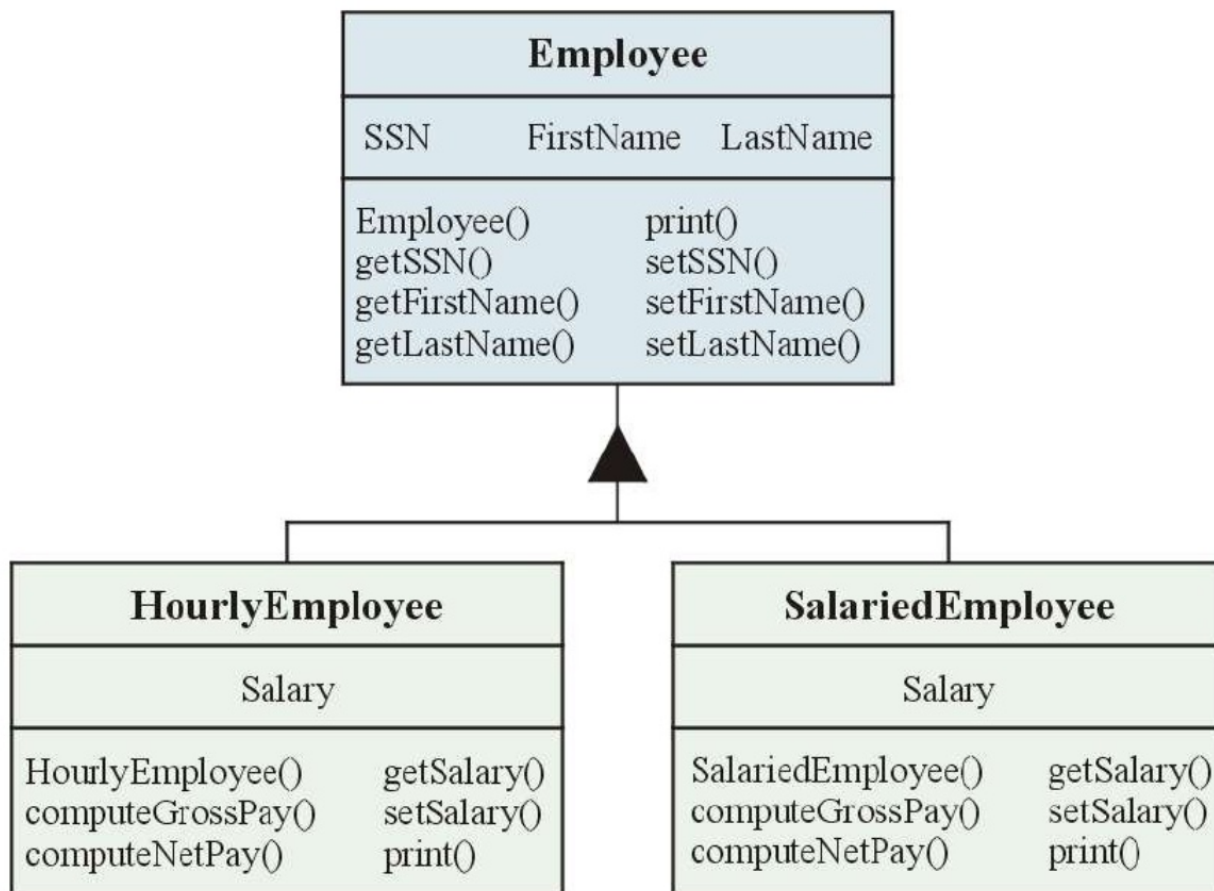 Employee
SSN FirstName LastName
Employee() print()
getSSN() setSSN()
getFirstName() setFirstName()
getLastName() setLastName()
HourlyEmployee
Salary
HourlyEmployee() getSalary()
computeGrossPay() setSalary()
computeNetPay() print()
SalariedEmployee
Salary
SalariedEmployee() getSalary()
computeGrossPay() setSalary()
computeNetPay() print()